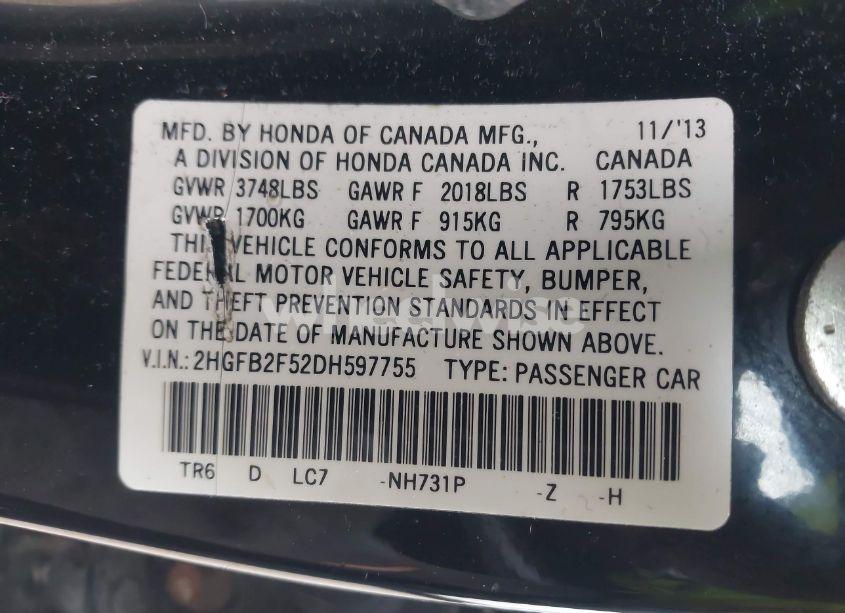 MFD. BY HONDA OF CANADA MFG., 11/'13
A DIVISION OF HONDA CANADA INC. CANADA
GVWR 3748LBS GAWR F 2018LBS R 1753LBS
GVWR 1700KG GAWR F 915KG R 795KG
THIS VEHICLE CONFORMS TO ALL APPLICABLE
FEDERAL MOTOR VEHICLE SAFETY, BUMPER,
AND THEFT PREVENTION STANDARDS IN EFFECT
ON THE DATE OF MANUFACTURE SHOWN ABOVE.
V.I.N.: 2HGFB2F52DH597755 TYPE: PASSENGER CAR
TR6 D LC7 -NH731P -Z -H